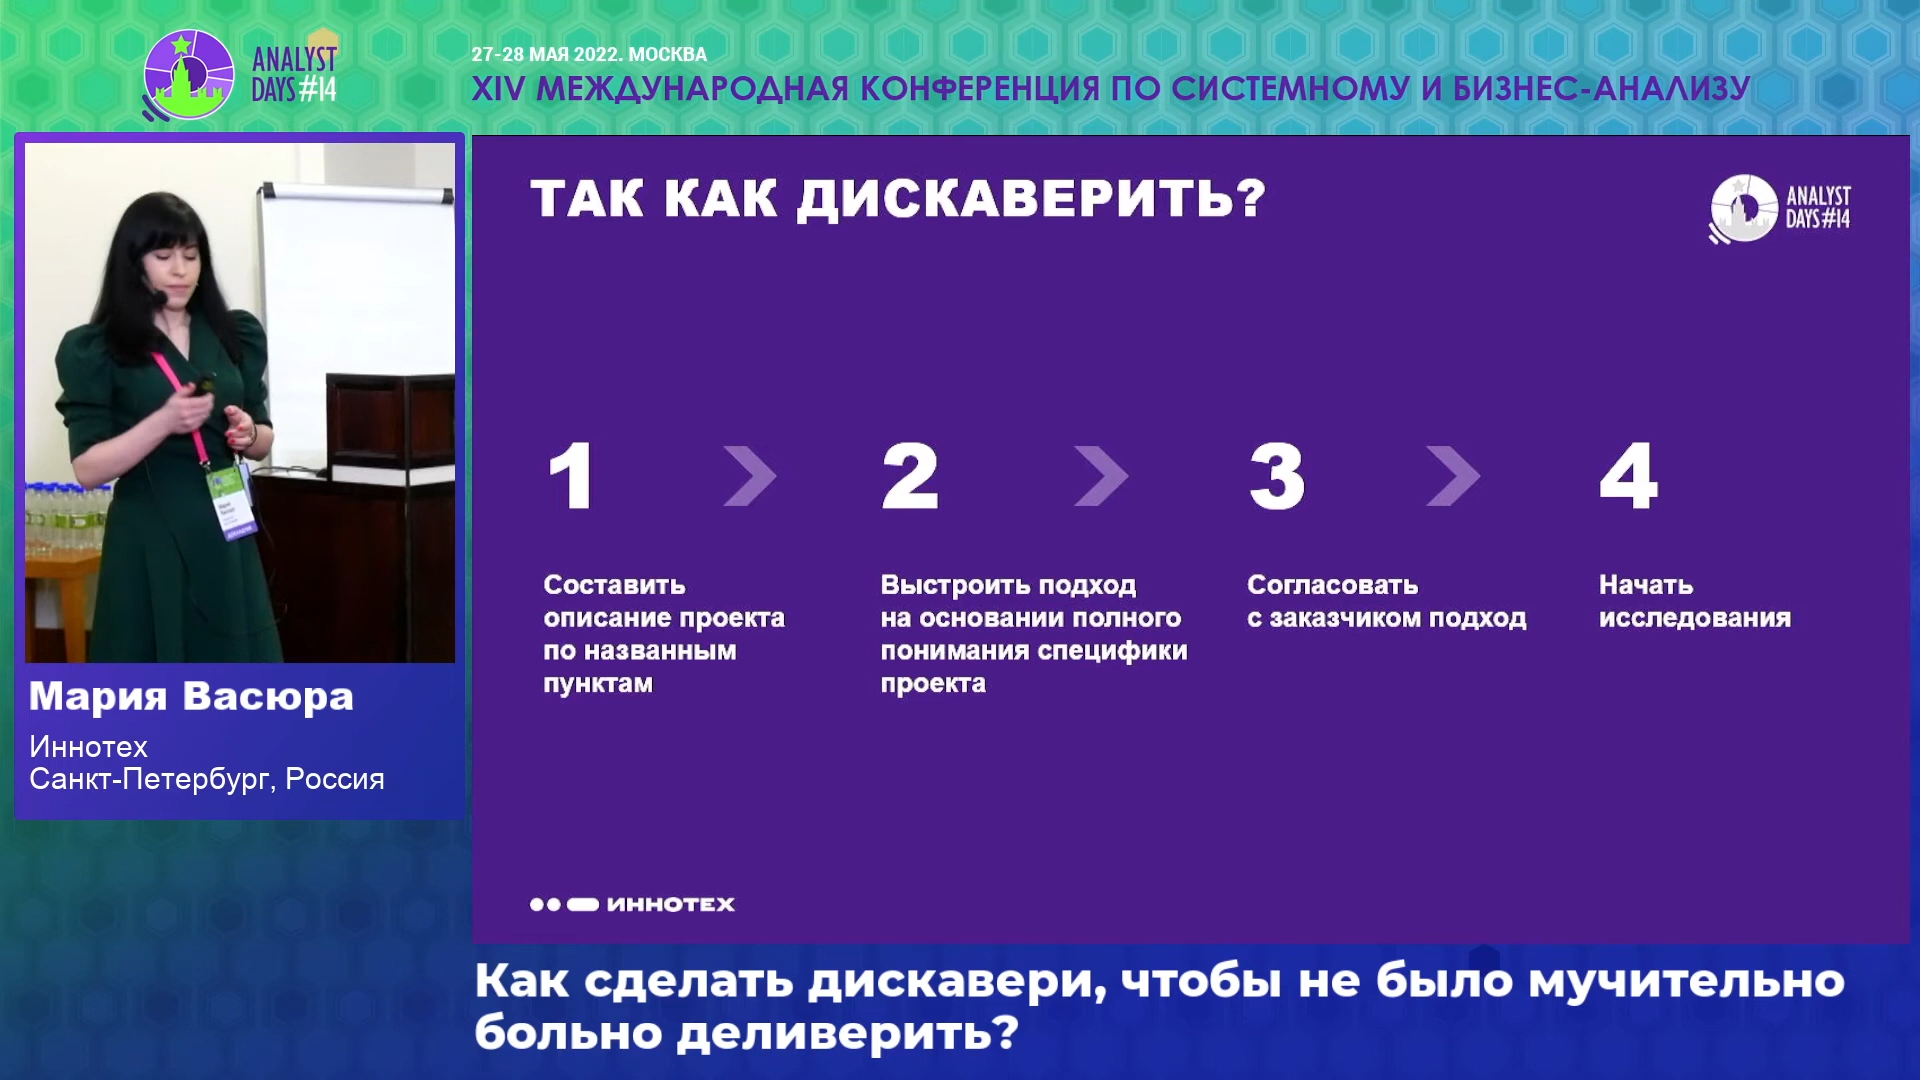 ANALYST
DAYS#14
27-28 МАЯ 2022. МОСКВА
XIV МЕЖДУНАРОДНАЯ КОНФЕРЕНЦИЯ ПО СИСТЕМНОМУ И БИЗНЕС-АНАЛИЗУ
Мария Васюра
Иннотех
Санкт-Петербург, Россия
ТАК КАК ДИСКАВЕРИТЬ?
ANALYST
DAYS#14
1
Составить
описание проекта
по названным
пунктам
2
Выстроить подход
на основании полного
понимания специфики
проекта
3
Согласовать
с заказчиком подход
4
Начать
исследования
ИННОТЕХ
Как сделать дискавери, чтобы не было мучительно
больно деливерить?